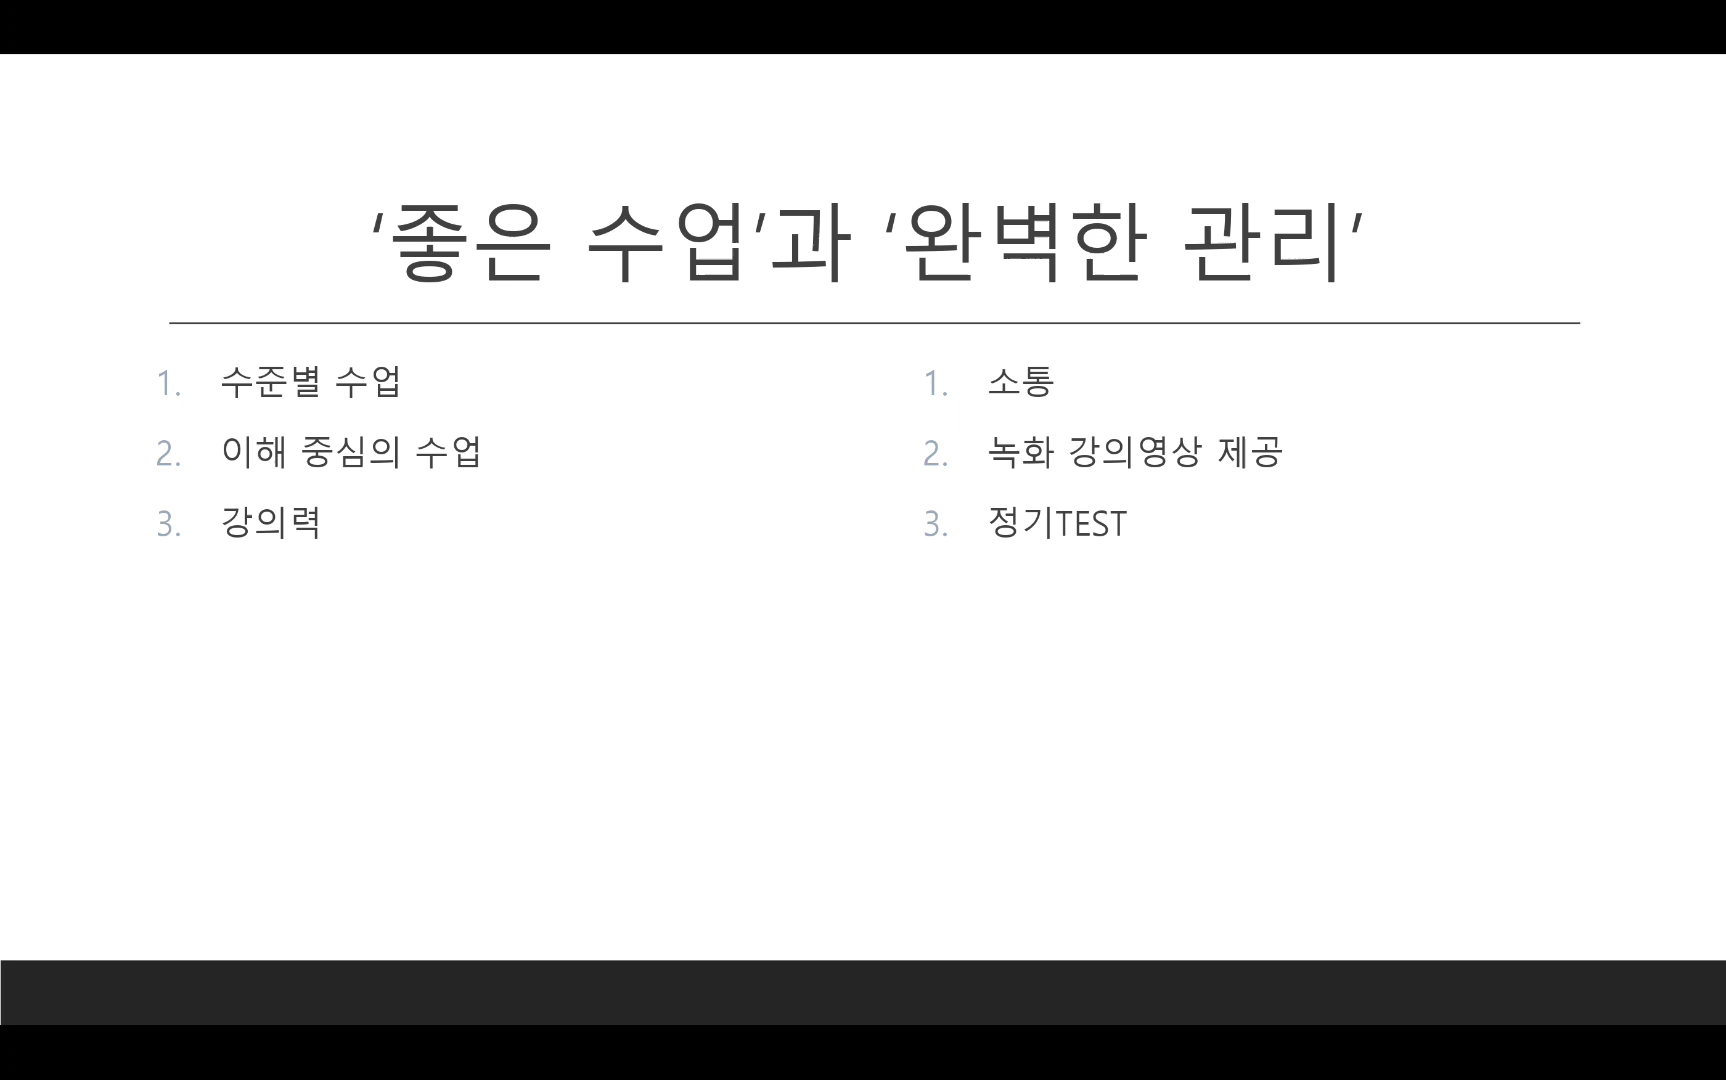 ‘좋은 수업’과 ‘완벽한 관리’
1. 수준별 수업
2. 이해 중심의 수업
3. 강의력
1. 소통
2. 녹화 강의영상 제공
3. 정기TEST